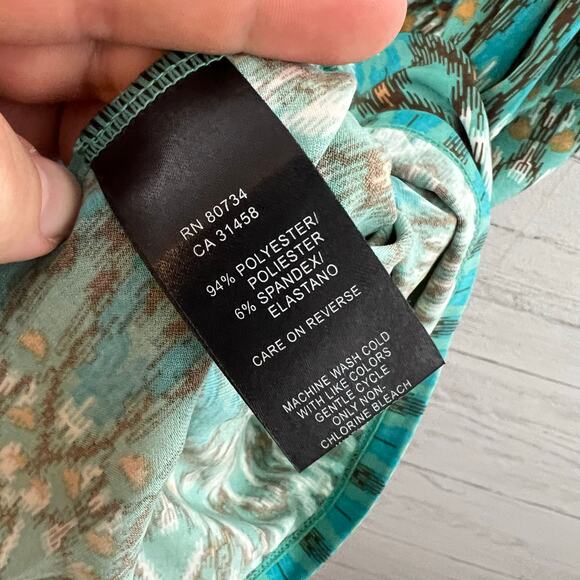 RN 80734
CA 31458
94% POLYESTER/
POLIESTER
6% SPANDEX/
ELASTANO
CARE ON REVERSE
MACHINE WASH COLD
WITH LIKE COLORS
GENTLE CYCLE
ONLY NON-
CHLORINE BLEACH